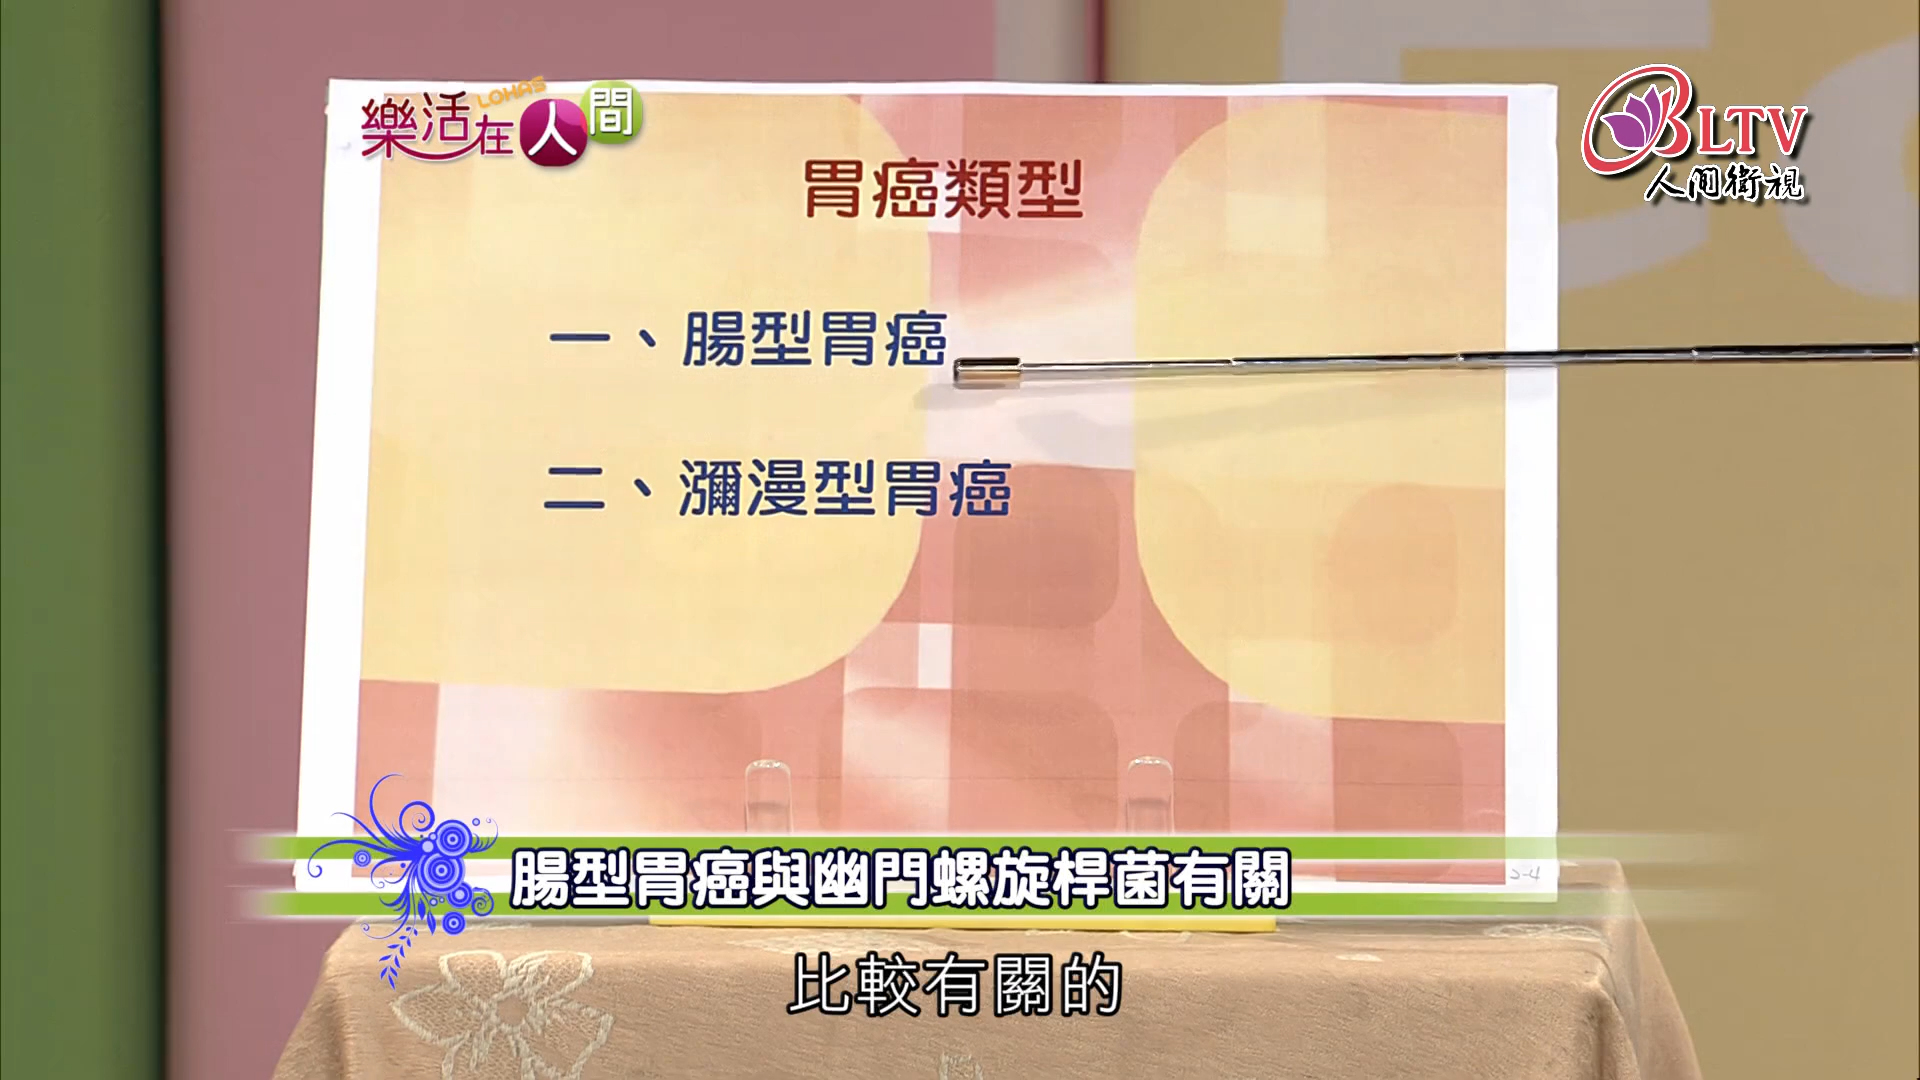 樂活在人間
LOHAS
BLTV
人間衛視
胃癌類型
一、腸型胃癌
二、瀰漫型胃癌
腸型胃癌與幽門螺旋桿菌有關
比較有關的